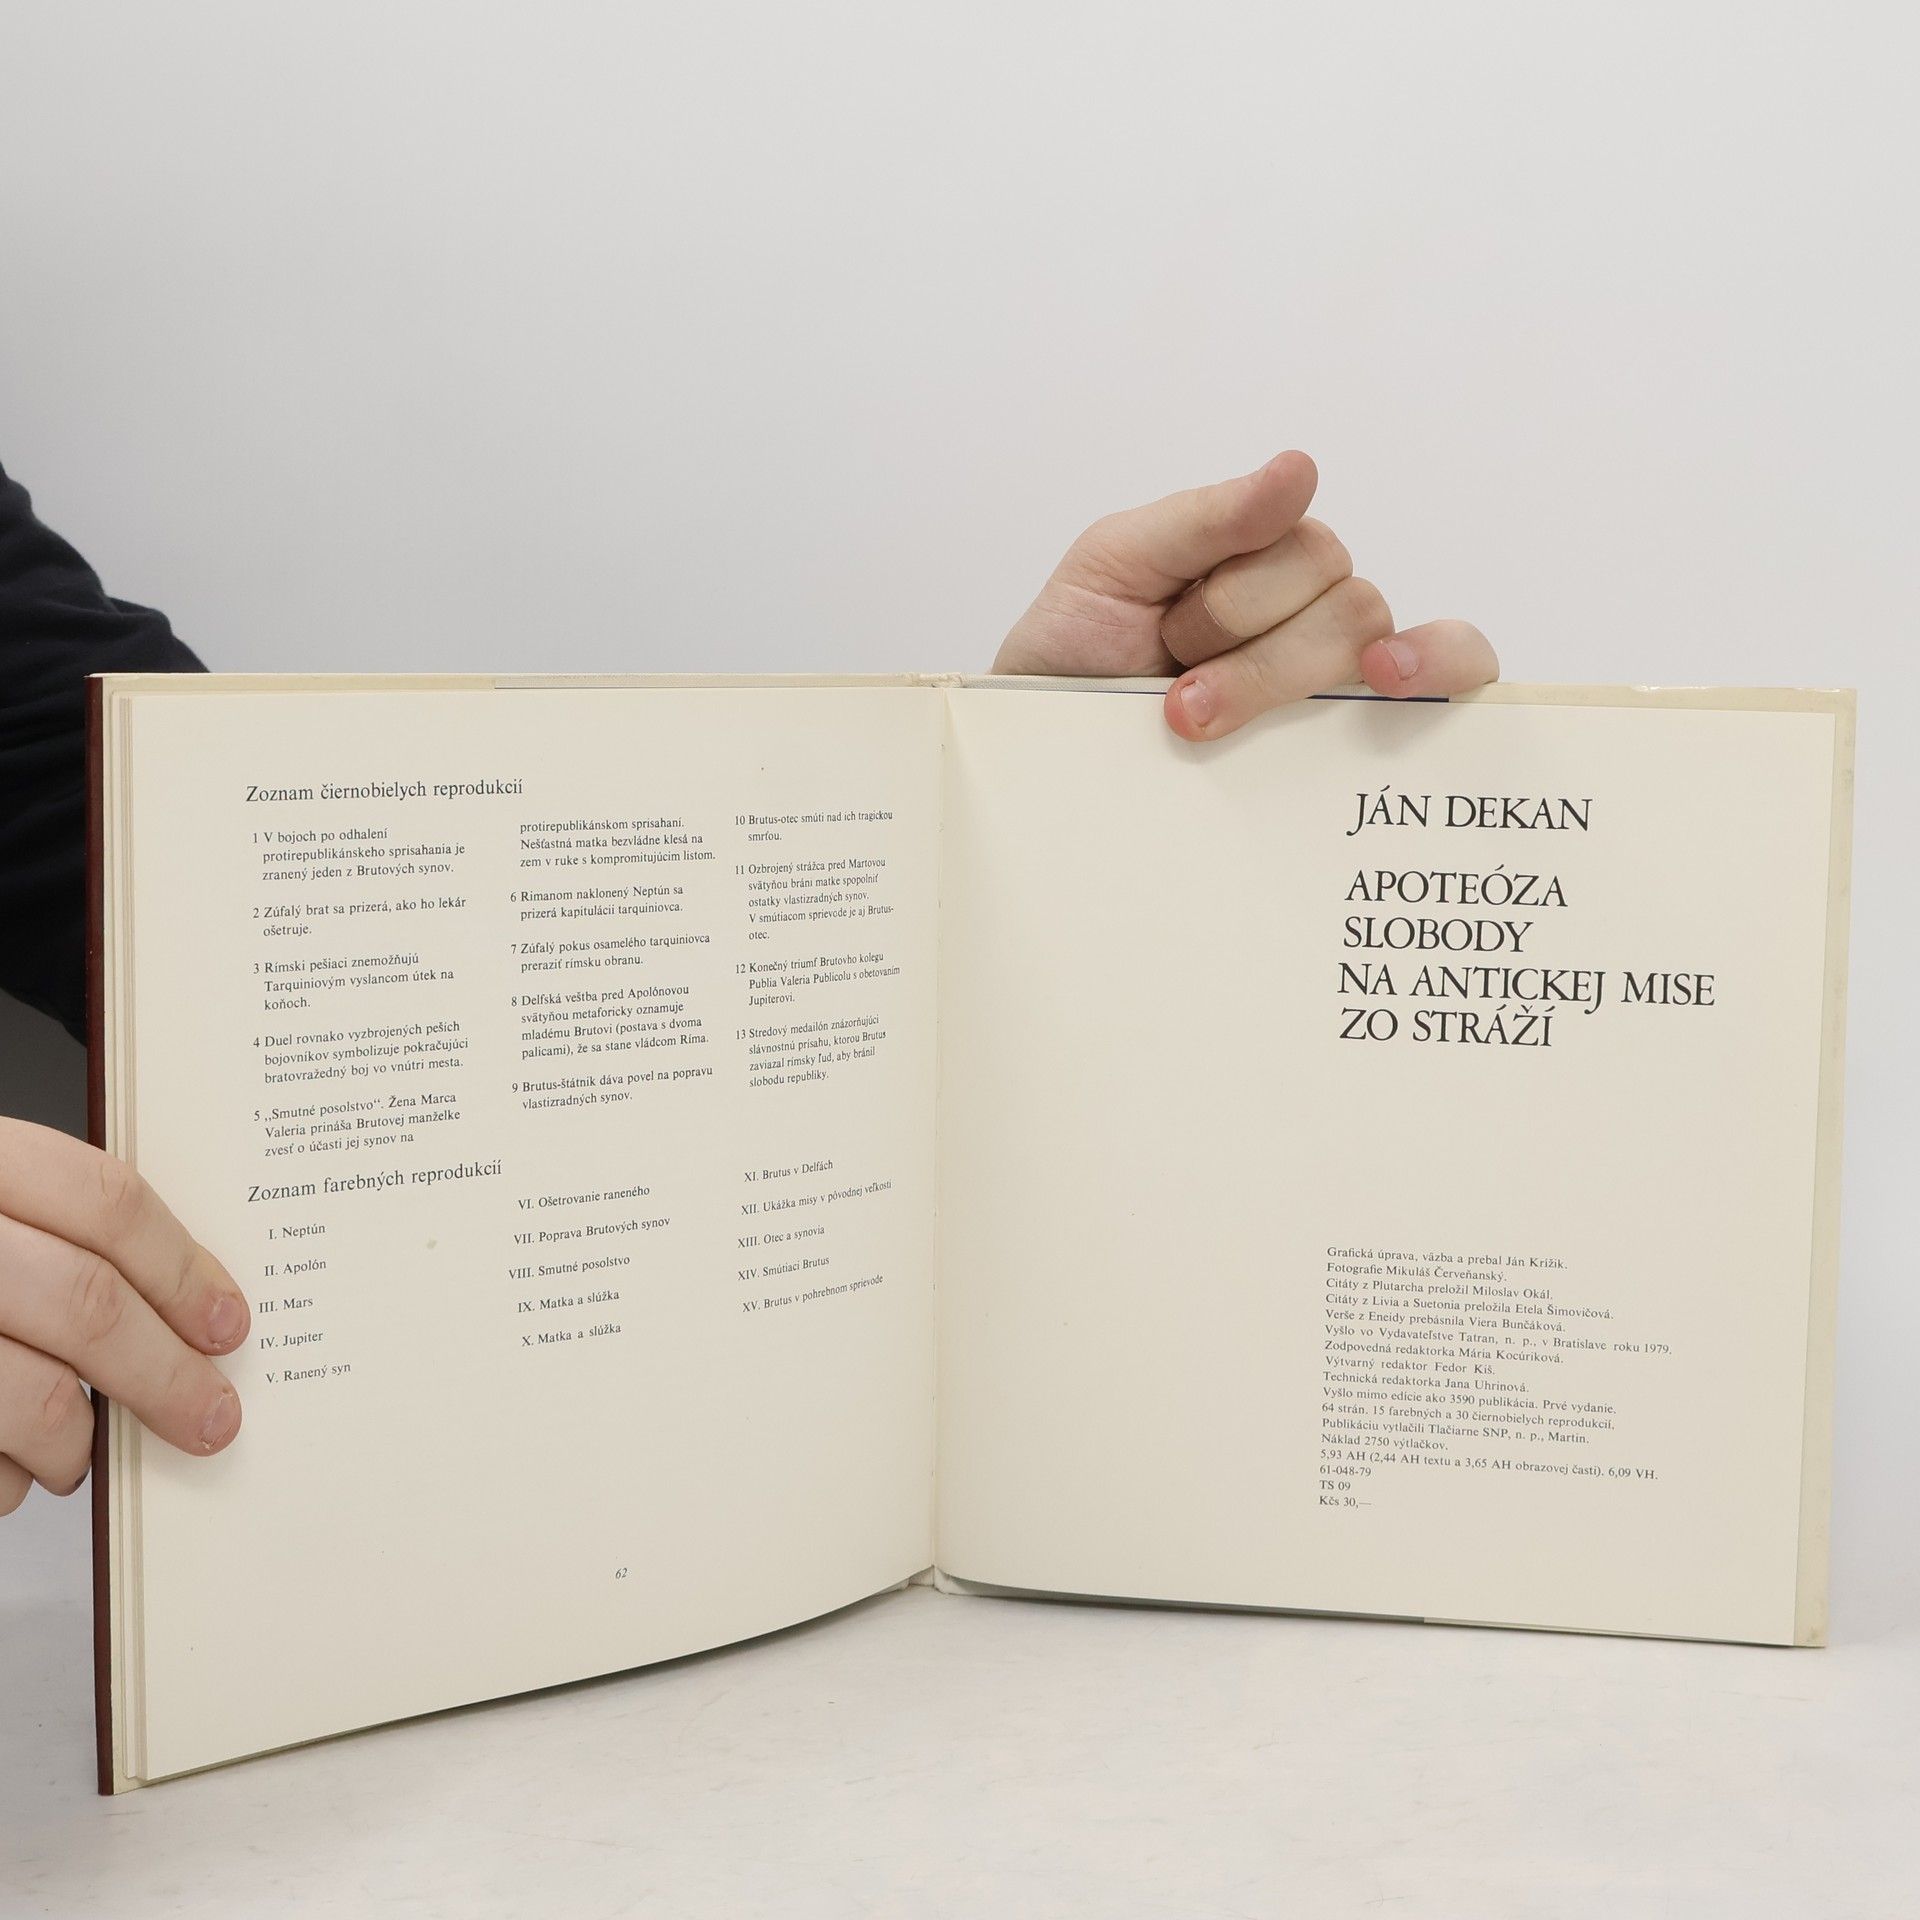 Zoznam čiernobielych reprodukcií
1 V bojoch po odhalení
protirepublikánskeho sprisahania je
zranený jeden z Brutových synov.
2 Zúfalý brat sa prizerá, ako ho lekár
ošetruje.
3 Rímski pešiaci znemožňujú
Tarquiniovým vyslancom útek na
koňoch.
4 Duel rovnako vyzbrojených peších
bojovníkov symbolizuje pokračujúci
bratovražedný boj vo vnútri mesta.
5 „Smutné posolstvo“. Žena Marca
Valeria prináša Brutovej manželke
zvesť o účasti jej synov na
protirepublikánskom sprisahaní.
Nešťastná matka bezvládne klesá na
zem v ruke s kompromitujúcim listom.
6 Rimanom naklonený Neptún sa
prizerá kapitulácii tarquiniovca.
7 Zúfalý pokus osamelého tarquiniovca
preraziť rímsku obranu.
8 Delfská veštba pred Apolónovou
svätyňou metaforicky oznamuje
mladému Brutovi (postava s dvoma
palicami), že sa stane vládcom Ríma.
9 Brutus-štátnik dáva povel na popravu
vlastizradných synov.
10 Brutus-otec smúti nad ich tragickou
smrťou.
11 Ozbrojený strážca pred Martovou
svätyňou bráni matke spopolniť
ostatky vlastizradných synov.
V smútiacom sprievode je aj Brutus-
otec.
12 Konečný triumf Brutovho kolegu
Publia Valeria Publicolu s obetovaním
Jupiterovi.
13 Stredový medailón znázorňujúci
slávnostnú prísahu, ktorou Brutus
zaviazal rímsky ľud, aby bránil
slobodu republiky.
Zoznam farebných reprodukcií
I. Neptún
II. Apolón
III. Mars
IV. Jupiter
V. Ranený syn
VI. Ošetrovanie raneného
VII. Poprava Brutových synov
VIII. Smutné posolstvo
IX. Matka a slúžka
X. Matka a slúžka
XI. Brutus v Delfách
XII. Ukážka misy v pôvodnej veľkosti
XIII. Otec a synovia
XIV. Smútiaci Brutus
XV. Brutus v pohrebnom sprievode
62
JÁN DEKAN
APOTEÓZA
SLOBODY
NA ANTICKEJ MISE
ZO STRÁŽÍ
Grafická úprava, väzba a prebal Ján Krížik.
Fotografie Mikuláš Červeňanský.
Citáty z Plutarcha preložil Miloslav Okál.
Citáty z Livia a Suetonia preložila Etela Šimovičová.
Verše z Eneidy prebásnila Viera Bunčáková.
Vyšlo vo Vydavateľstve Tatran, n. p., v Bratislave roku 1979.
Zodpovedná redaktorka Mária Kocúriková.
Výtvarný redaktor Fedor Kiš.
Technická redaktorka Jana Uhrinová.
Vyšlo mimo edície ako 3590 publikácia. Prvé vydanie.
64 strán. 15 farebných a 30 čiernobielych reprodukcií.
Publikáciu vytlačili Tlačiarne SNP, n. p., Martin.
Náklad 2750 výtlačkov.
5,93 AH (2,44 AH textu a 3,65 AH obrazovej časti). 6,09 VH.
61-048-79
TS 09
Kčs 30,—